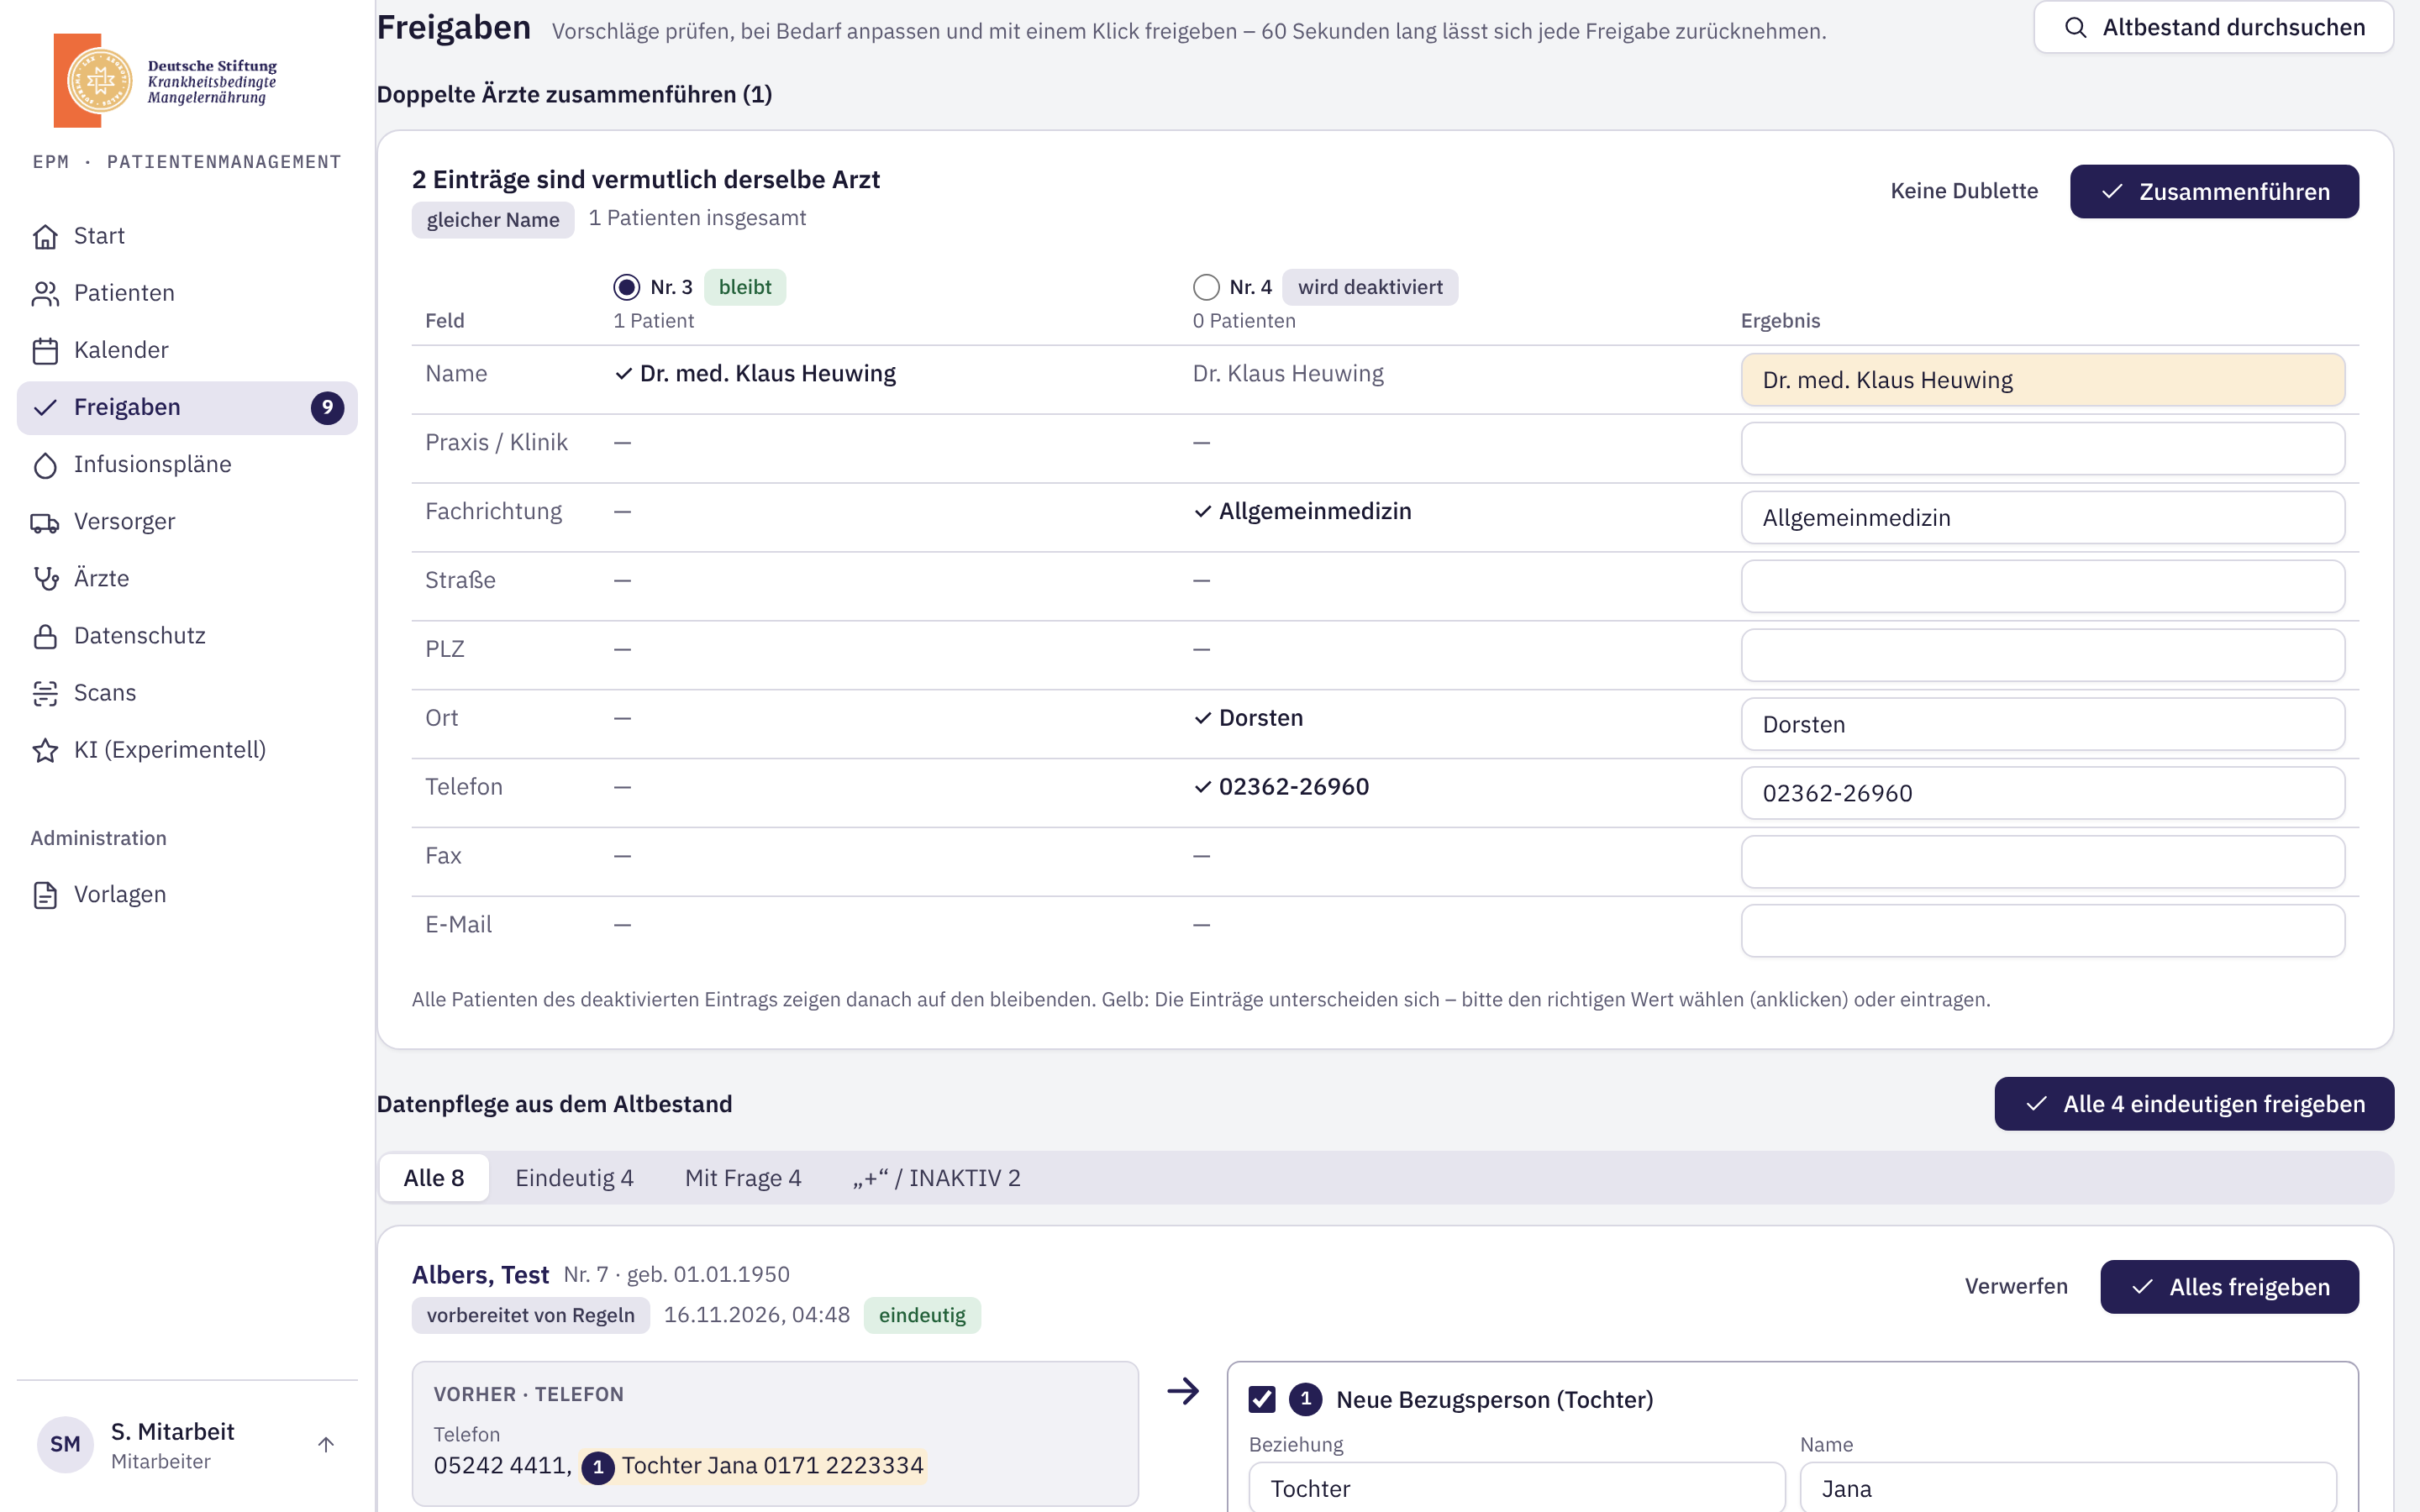 Deutsche Stiftung
Krankheitsbedingte
Mangelernährung
EPM · PATIENTENMANAGEMENT
Start
Patienten
Kalender
Freigaben 9
Infusionspläne
Versorger
Ärzte
Datenschutz
Scans
KI (Experimentell)
Administration
Vorlagen
SM
S. Mitarbeit
Mitarbeiter
Freigaben Vorschläge prüfen, bei Bedarf anpassen und mit einem Klick freigeben – 60 Sekunden lang lässt sich jede Freigabe zurücknehmen.
Altbestand durchsuchen
Doppelte Ärzte zusammenführen (1)
2 Einträge sind vermutlich derselbe Arzt
gleicher Name 1 Patienten insgesamt
Keine Dublette
Zusammenführen
Nr. 3 bleibt Nr. 4 wird deaktiviert
Feld 1 Patient 0 Patienten Ergebnis
Name Dr. med. Klaus Heuwing Dr. Klaus Heuwing Dr. med. Klaus Heuwing
Praxis / Klinik — —
Fachrichtung — Allgemeinmedizin Allgemeinmedizin
Straße — —
PLZ — —
Ort — Dorsten Dorsten
Telefon — 02362-26960 02362-26960
Fax — —
E-Mail — —
Alle Patienten des deaktivierten Eintrags zeigen danach auf den bleibenden. Gelb: Die Einträge unterscheiden sich – bitte den richtigen Wert wählen (anklicken) oder eintragen.
Datenpflege aus dem Altbestand
Alle 4 eindeutigen freigeben
Alle 8 Eindeutig 4 Mit Frage 4 „+“ / INAKTIV 2
Albers, Test Nr. 7 · geb. 01.01.1950
vorbereitet von Regeln 16.11.2026, 04:48 eindeutig
Verwerfen
Alles freigeben
VORHER · TELEFON
Telefon
05242 4411, 1 Tochter Jana 0171 2223334
1 Neue Bezugsperson (Tochter)
Beziehung Name
Tochter Jana